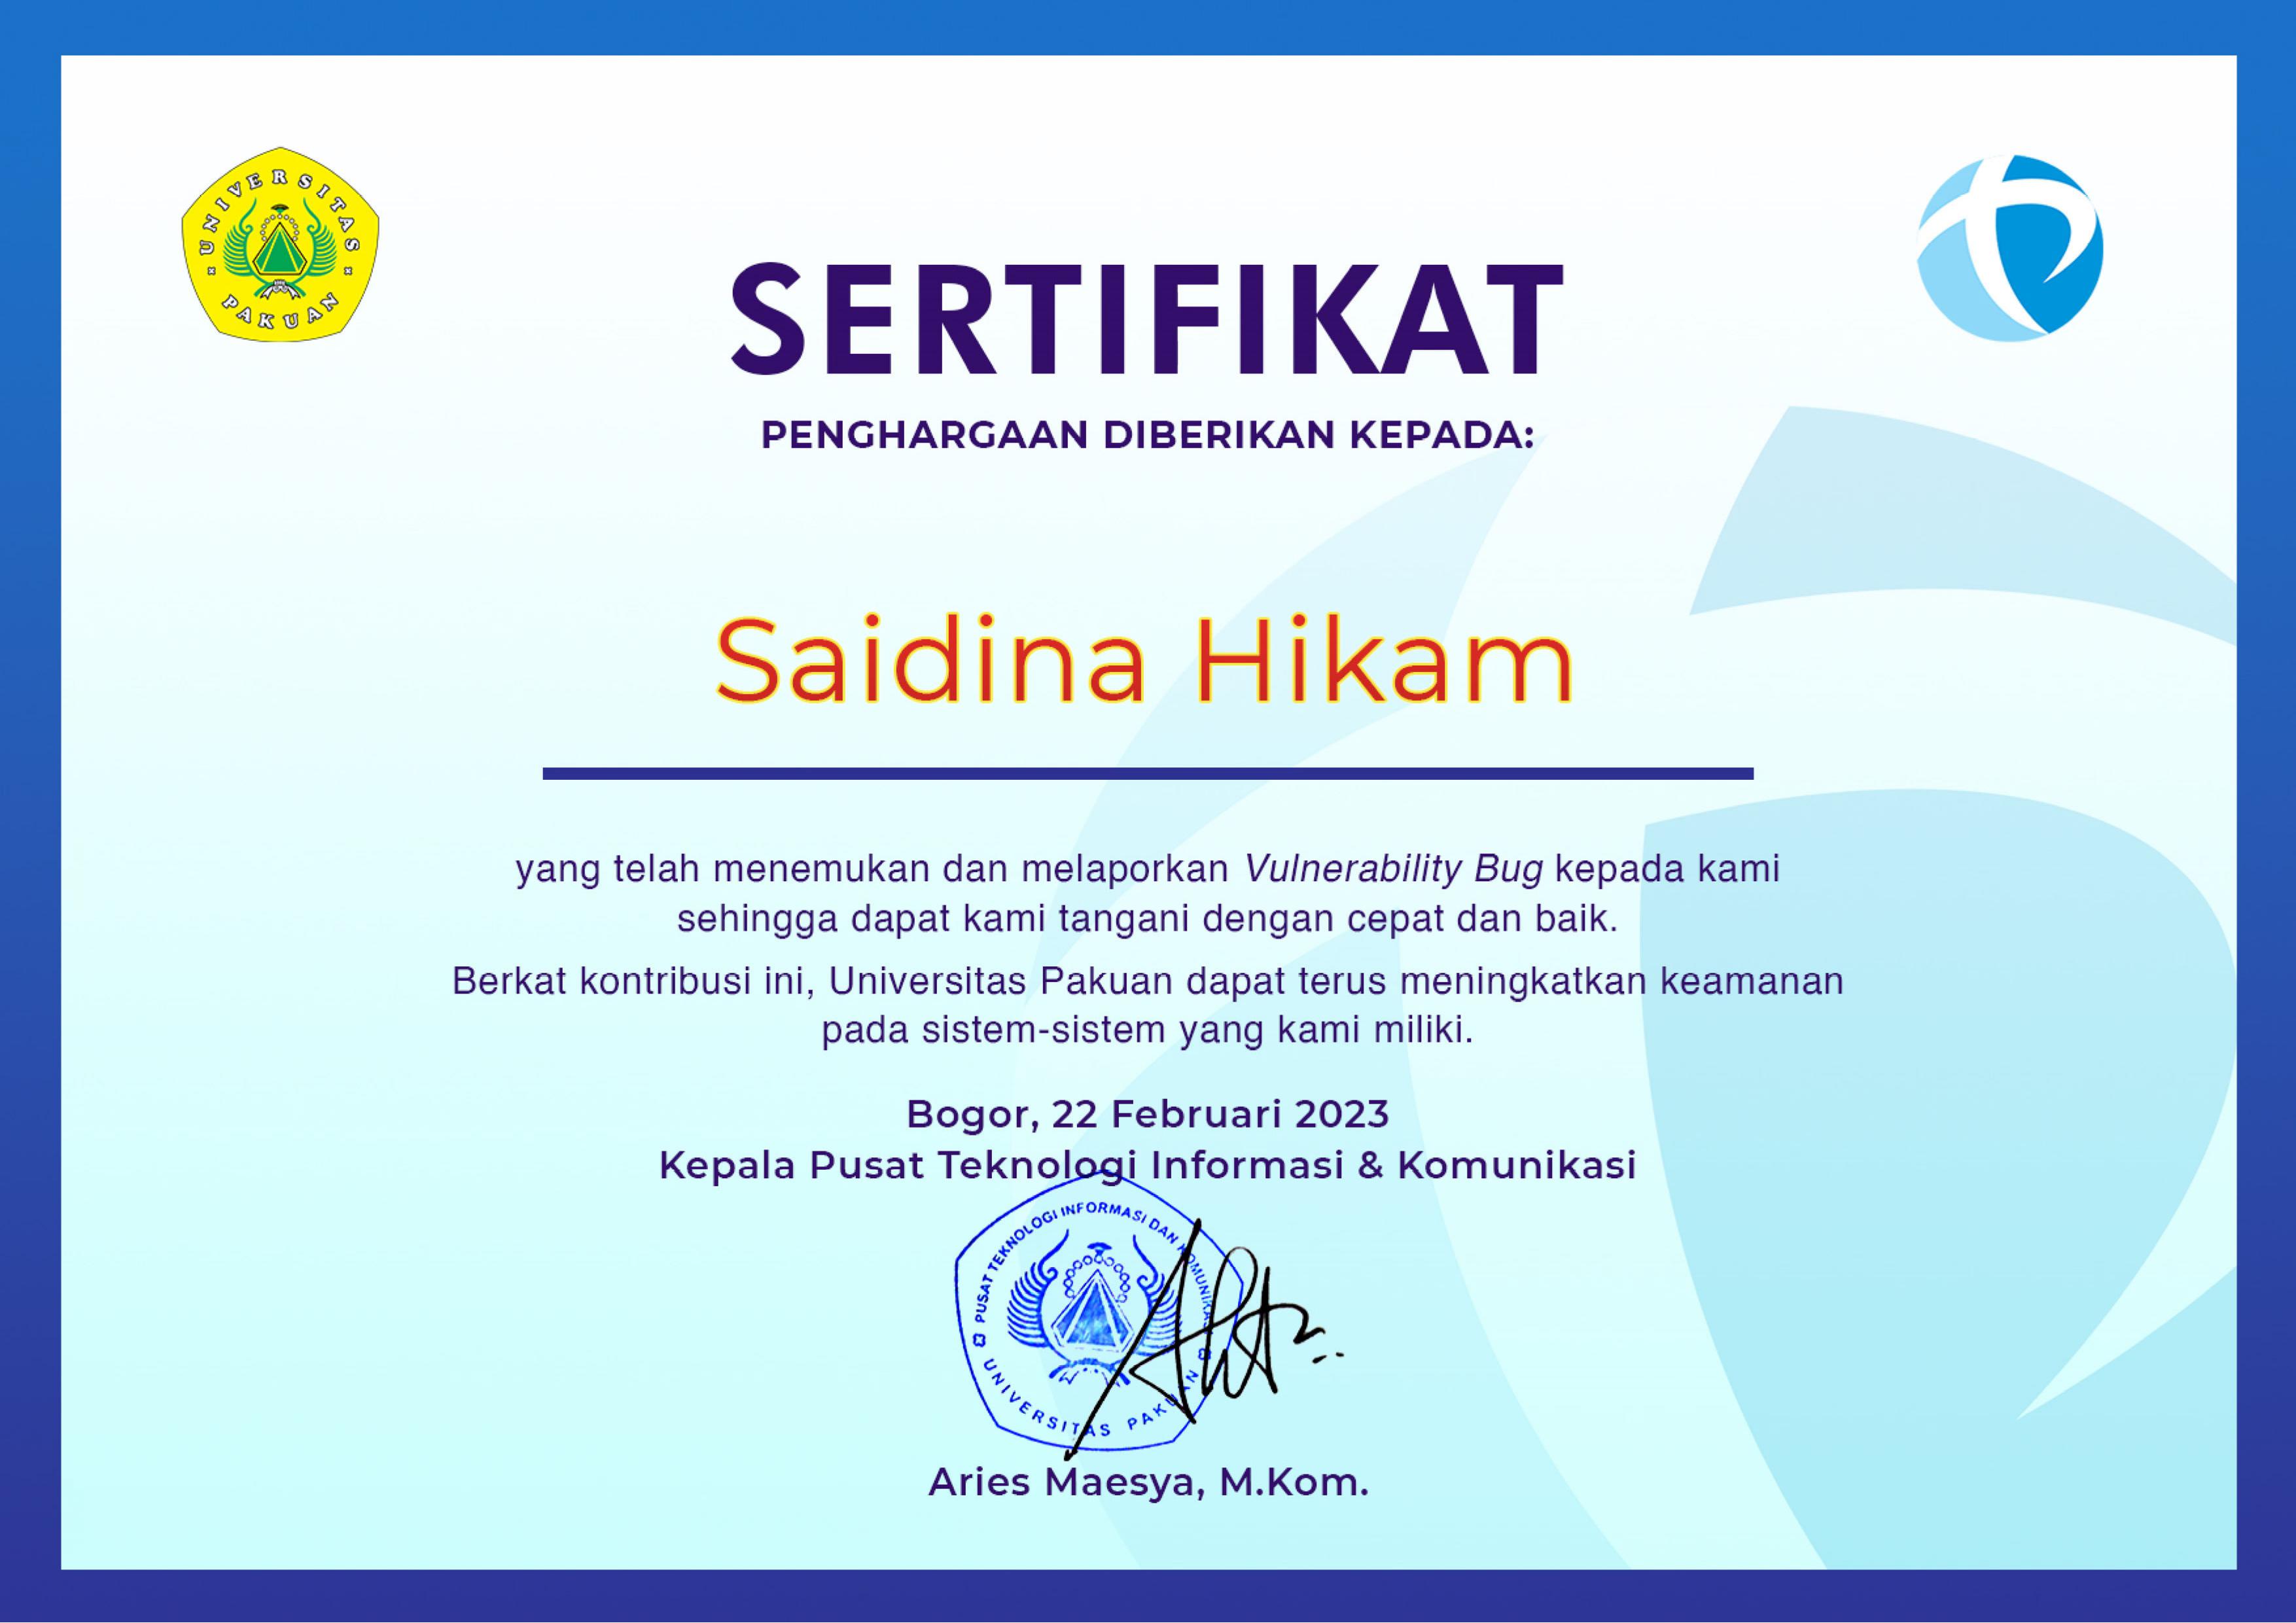 UNIVERSITAS
PAKUAN
SERTIFIKAT
PENGHARGAAN DIBERIKAN KEPADA:
Saidina Hikam
yang telah menemukan dan melaporkan Vulnerability Bug kepada kami
sehingga dapat kami tangani dengan cepat dan baik.
Berkat kontribusi ini, Universitas Pakuan dapat terus meningkatkan keamanan
pada sistem-sistem yang kami miliki.
Bogor, 22 Februari 2023
Kepala Pusat Teknologi Informasi & Komunikasi
PUSAT TEKNOLOGI INFORMASI DAN KOMUNIKASI
UNIVERSITAS PAKUAN
Aries Maesya, M.Kom.